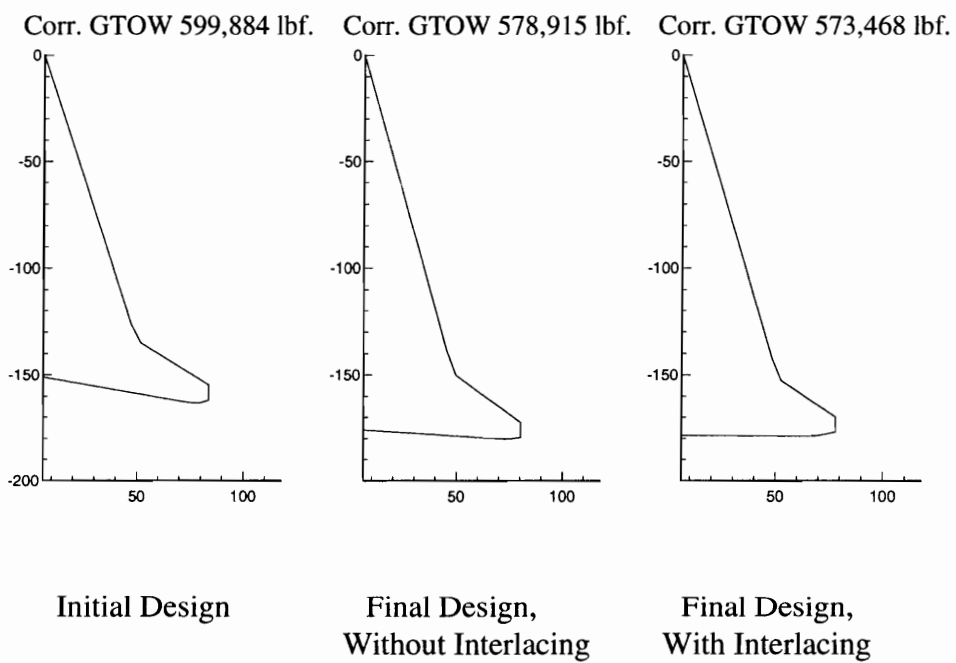 Corr. GTOW 599,884 lbf.
Corr. GTOW 578,915 lbf.
Corr. GTOW 573,468 lbf.
0
-50
-100
-150
-200
50
100
0
-50
-100
-150
50
100
0
-50
-100
-150
50
100
Initial Design
Final Design,
Without Interlacing
Final Design,
With Interlacing